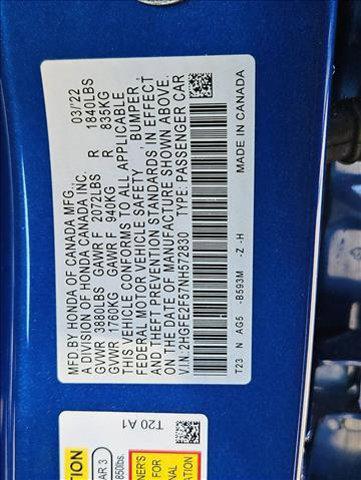 MFD BY HONDA OF CANADA MFG. 03/'22
A DIVISION OF HONDA CANADA INC.
GVWR 3880LBS GAWR F 2072LBS R 1840LBS
GVWR 1760KG GAWR F 940KG R 835KG
THIS VEHICLE CONFORMS TO ALL APPLICABLE
FEDERAL MOTOR VEHICLE SAFETY, BUMPER,
AND THEFT PREVENTION STANDARDS IN EFFECT
ON THE DATE OF MANUFACTURE SHOWN ABOVE.
V.I.N. 2HGFE2F57NH572830 TYPE: PASSENGER CAR
T23 N AG5 -B593M -Z -H MADE IN CANADA
T20 A1
AR 3
850lbs.